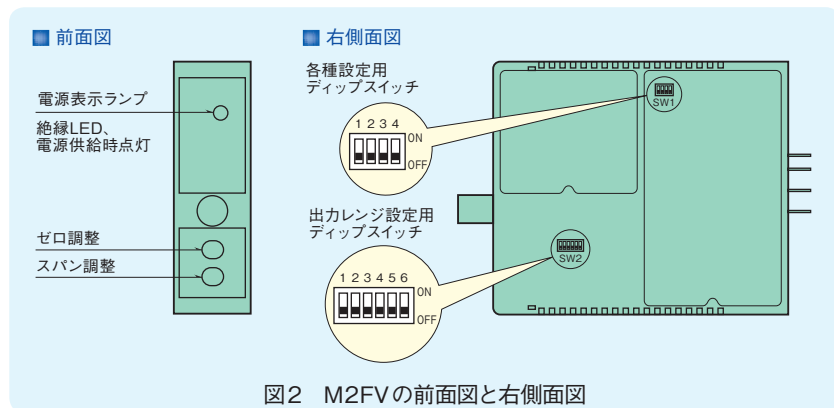 ■ 前面図
電源表示ランプ
絶縁LED、
電源供給時点灯
ゼロ調整
スパン調整
■ 右側面図
各種設定用
ディップスイッチ
1 2 3 4
ON
OFF
SW1
出力レンジ設定用
ディップスイッチ
1 2 3 4 5 6
ON
OFF
SW2
図2 M2FVの前面図と右側面図